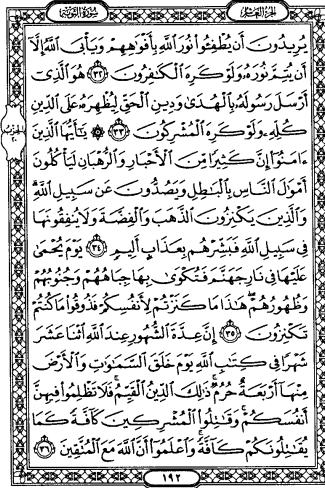 الجزء العاشر
سورة التوبة
يُرِيدُونَ أَن يُطْفِـُٔوا۟ نُورَ ٱللَّهِ بِأَفْوَٰهِهِمْ وَيَأْبَى ٱللَّهُ إِلَّآ
أَن يُتِمَّ نُورَهُۥ وَلَوْ كَرِهَ ٱلْكَـٰفِرُونَ ٣٢ هُوَ ٱلَّذِىٓ
أَرْسَلَ رَسُولَهُۥ بِٱلْهُدَىٰ وَدِينِ ٱلْحَقِّ لِيُظْهِرَهُۥ عَلَى ٱلدِّينِ
كُلِّهِۦ وَلَوْ كَرِهَ ٱلْمُشْرِكُونَ ٣٣ ۞ يَـٰٓأَيُّهَا ٱلَّذِينَ
ءَامَنُوٓا۟ إِنَّ كَثِيرًا مِّنَ ٱلْأَحْبَارِ وَٱلرُّهْبَانِ لَيَأْكُلُونَ
أَمْوَٰلَ ٱلنَّاسِ بِٱلْبَـٰطِلِ وَيَصُدُّونَ عَن سَبِيلِ ٱللَّهِ ۗ
وَٱلَّذِينَ يَكْنِزُونَ ٱلذَّهَبَ وَٱلْفِضَّةَ وَلَا يُنفِقُونَهَا
فِى سَبِيلِ ٱللَّهِ فَبَشِّرْهُم بِعَذَابٍ أَلِيمٍ ٣٤ يَوْمَ يُحْمَىٰ
عَلَيْهَا فِى نَارِ جَهَنَّمَ فَتُكْوَىٰ بِهَا جِبَاهُهُمْ وَجُنُوبُهُمْ
وَظُهُورُهُمْ ۖ هَـٰذَا مَا كَنَزْتُمْ لِأَنفُسِكُمْ فَذُوقُوا۟ مَا كُنتُمْ
تَكْنِزُونَ ٣٥ إِنَّ عِدَّةَ ٱلشُّهُورِ عِندَ ٱللَّهِ ٱثْنَا عَشَرَ
شَهْرًا فِى كِتَـٰبِ ٱللَّهِ يَوْمَ خَلَقَ ٱلسَّمَـٰوَٰتِ وَٱلْأَرْضَ
مِنْهَآ أَرْبَعَةٌ حُرُمٌ ۚ ذَٰلِكَ ٱلدِّينُ ٱلْقَيِّمُ ۚ فَلَا تَظْلِمُوا۟ فِيهِنَّ
أَنفُسَكُمْ ۚ وَقَـٰتِلُوا۟ ٱلْمُشْرِكِينَ كَآفَّةً كَمَا
يُقَـٰتِلُونَكُمْ كَآفَّةً ۚ وَٱعْلَمُوٓا۟ أَنَّ ٱللَّهَ مَعَ ٱلْمُتَّقِينَ ٣٦
١٩٢